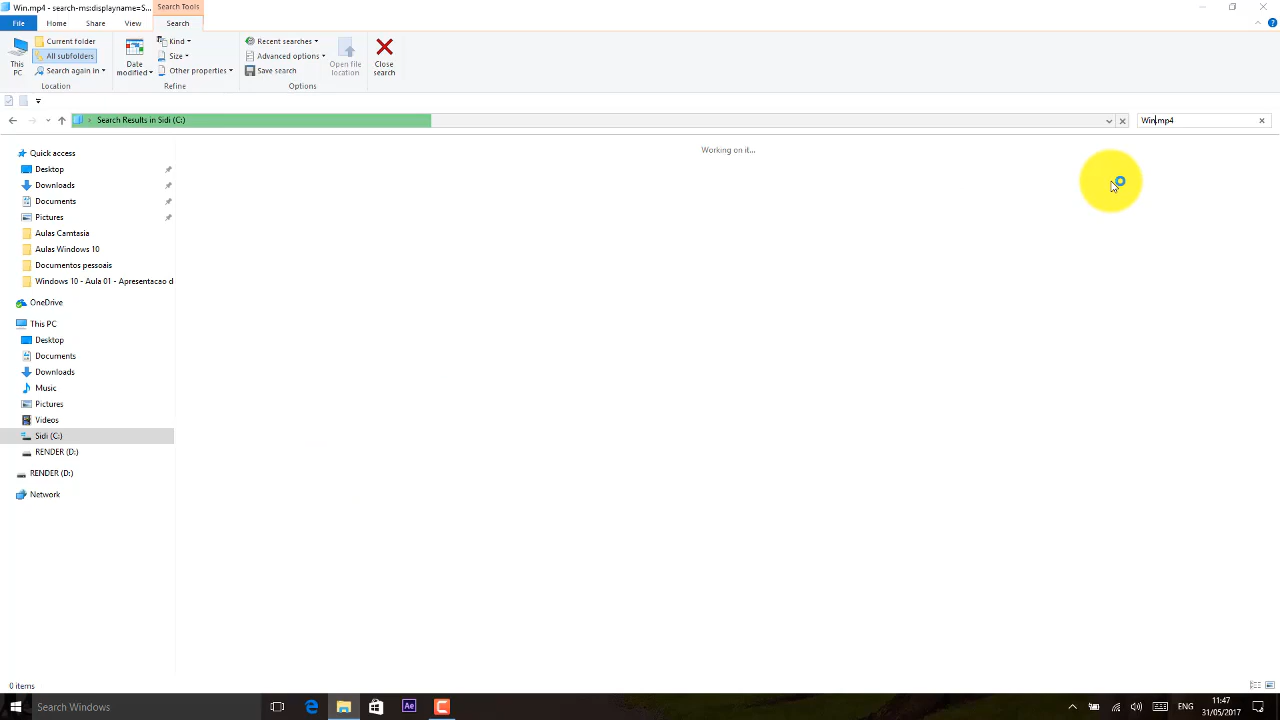 Win.mp4 - search-ms:displayname=S...
Search Tools
File
Home
Share
View
Search
This PC
Current folder
All subfolders
Search again in
Location
Date modified
Kind
Size
Other properties
Refine
Recent searches
Advanced options
Save search
Open file location
Options
Close search
Search Results in Sidi (C:)
Win.mp4
Working on it...
Quick access
Desktop
Downloads
Documents
Pictures
Aulas Camtasia
Aulas Windows 10
Documentos pessoais
Windows 10 - Aula 01 - Apresentacao d
OneDrive
This PC
Desktop
Documents
Downloads
Music
Pictures
Videos
Sidi (C:)
RENDER (D:)
RENDER (D:)
Network
0 items
Search Windows
Ae
ENG
11:47
31/05/2017